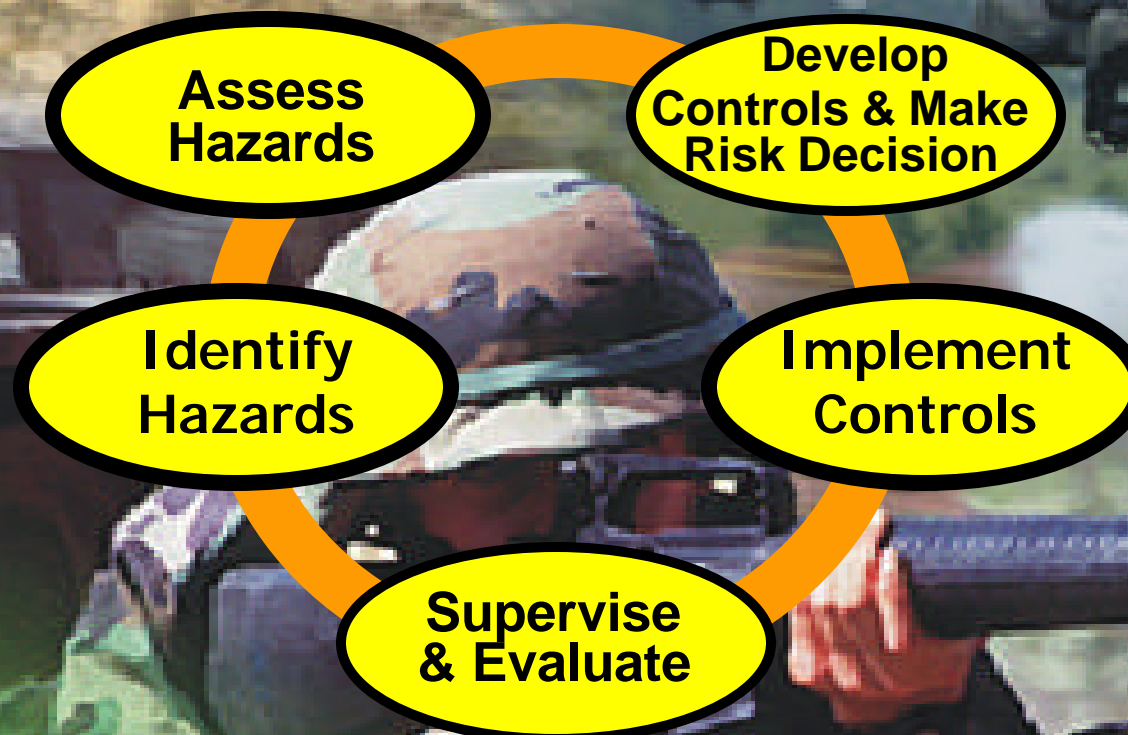 Assess
Hazards
Develop
Controls & Make
Risk Decision
Identify
Hazards
Implement
Controls
Supervise
& Evaluate